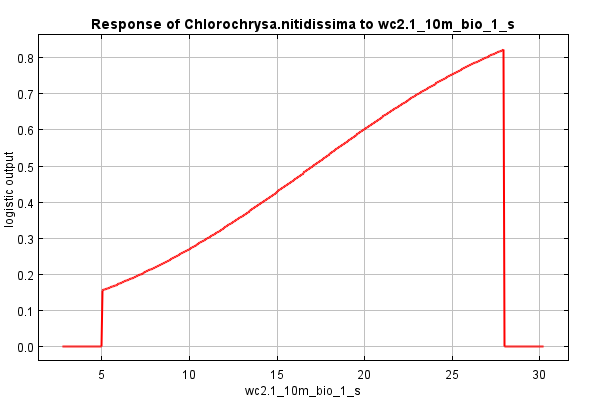 Response of Chlorochrysa.nitidissima to wc2.1_10m_bio_1_s
logistic output
0.8
0.7
0.6
0.5
0.4
0.3
0.2
0.1
0.0
5 10 15 20 25 30
wc2.1_10m_bio_1_s